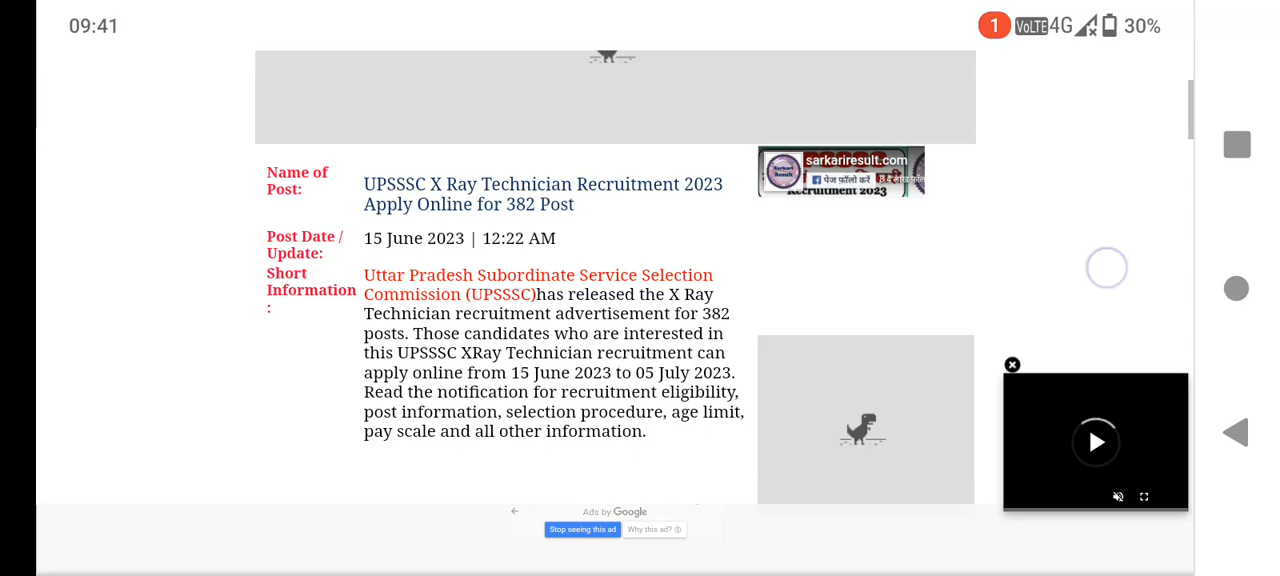 09:41
1 VoLTE 4G 30%
sarkariresult.com
पेज फ़ॉलो करें
Recruitment 2023
Name of
Post:
UPSSSC X Ray Technician Recruitment 2023
Apply Online for 382 Post
Post Date /
Update:
15 June 2023 | 12:22 AM
Short
Information
:
Uttar Pradesh Subordinate Service Selection
Commission (UPSSSC)has released the X Ray
Technician recruitment advertisement for 382
posts. Those candidates who are interested in
this UPSSSC XRay Technician recruitment can
apply online from 15 June 2023 to 05 July 2023.
Read the notification for recruitment eligibility,
post information, selection procedure, age limit,
pay scale and all other information.
Ads by Google
Stop seeing this ad
Why this ad?